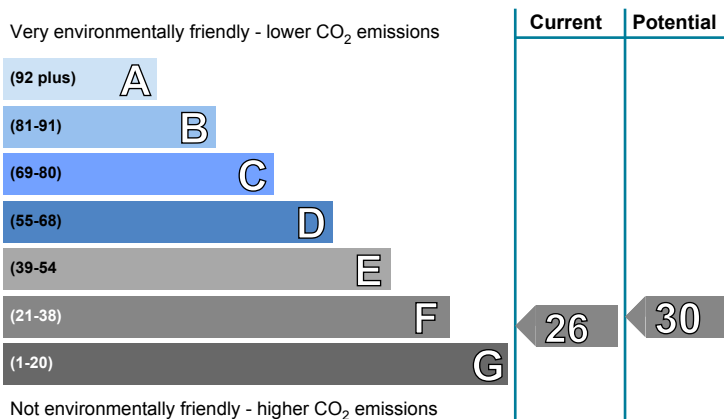 Current Potential
Very environmentally friendly - lower CO2 emissions
(92 plus) A
(81-91) B
(69-80) C
(55-68) D
(39-54 E
(21-38) F 26 30
(1-20) G
Not environmentally friendly - higher CO2 emissions